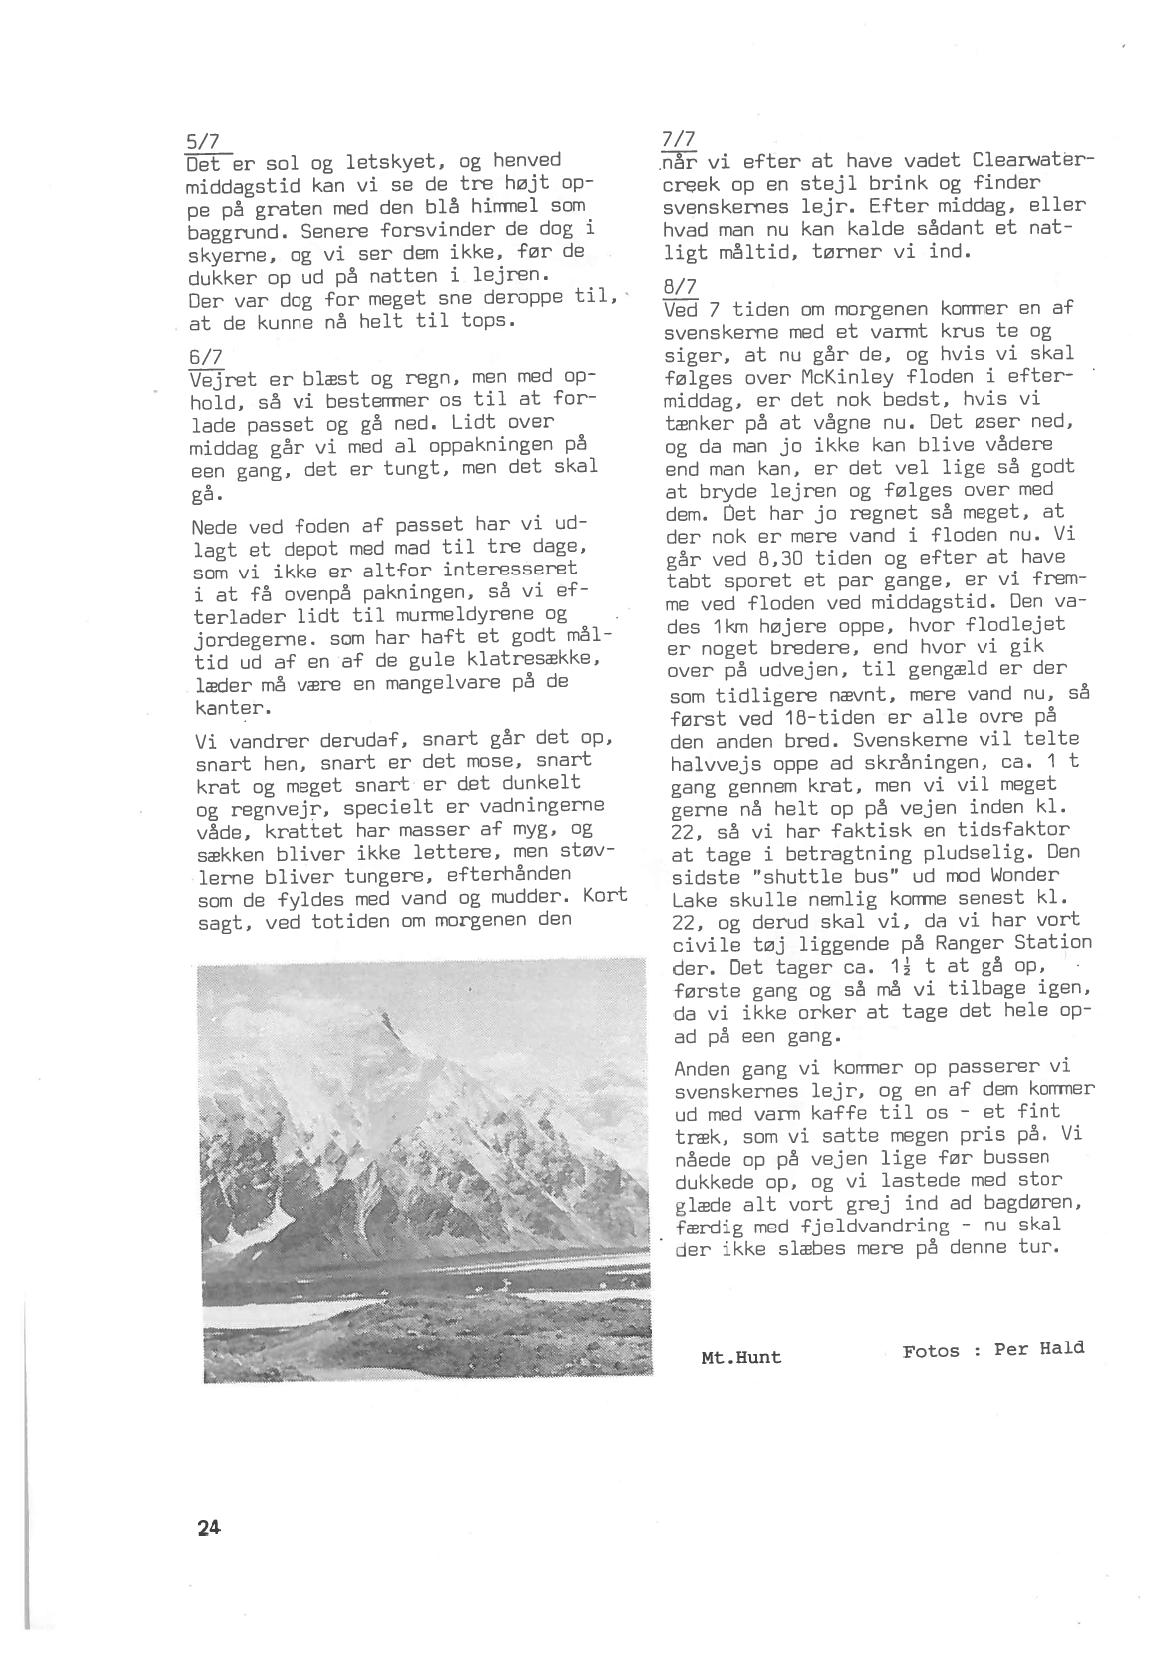 5/7
Det er sol og letskyet, og henved
middagstid kan vi se de tre højt op-
pe på graten med den blå himmel som
baggrund. Senere forsvinder de dog i
skyerne, og vi ser dem ikke, før de
dukker op ud på natten i lejren.
Der var dog for meget sne deroppe til,
at de kunne nå helt til tops.
6/7
Vejret er blæst og regn, men med op-
hold, så vi bestemmer os til at for-
lade passet og gå ned. Lidt over
middag går vi med al oppakningen på
een gang, det er tungt, men det skal
gå.
Nede ved foden af passet har vi ud-
lagt et depot med mad til tre dage,
som vi ikke er altfor interesseret
i at få ovenpå pakningen, så vi ef-
terlader lidt til murmeldyrene og
jordegerne. som har haft et godt mål-
tid ud af en af de gule klatresække,
læder må være en mangelvare på de
kanter.
Vi vandrer derudaf, snart går det op,
snart hen, snart er det mose, snart
krat og meget snart er det dunkelt
og regnvejr, specielt er vadningerne
våde, krattet har masser af myg, og
sækken bliver ikke lettere, men støv-
lerne bliver tungere, efterhånden
som de fyldes med vand og mudder. Kort
sagt, ved totiden om morgenen den
7/7
når vi efter at have vadet Clearwater-
creek op en stejl brink og finder
svenskernes lejr. Efter middag, eller
hvad man nu kan kalde sådant et nat-
ligt måltid, tørner vi ind.
8/7
Ved 7 tiden om morgenen kommer en af
svenskerne med et varmt krus te og
siger, at nu går de, og hvis vi skal
følges over McKinley floden i efter-
middag, er det nok bedst, hvis vi
tænker på at vågne nu. Det øser ned,
og da man jo ikke kan blive vådere
end man kan, er det vel lige så godt
at bryde lejren og følges over med
dem. Det har jo regnet så meget, at
der nok er mere vand i floden nu. Vi
går ved 8,30 tiden og efter at have
tabt sporet et par gange, er vi frem-
me ved floden ved middagstid. Den va-
des 1km højere oppe, hvor flodlejet
er noget bredere, end hvor vi gik
over på udvejen, til gengæld er der
som tidligere nævnt, mere vand nu, så
først ved 18-tiden er alle ovre på
den anden bred. Svenskerne vil telte
halvvejs oppe ad skråningen, ca. 1 t
gang gennem krat, men vi vil meget
gerne nå helt op på vejen inden kl.
22, så vi har faktisk en tidsfaktor
at tage i betragtning pludselig. Den
sidste "shuttle bus" ud mod Wonder
Lake skulle nemlig komme senest kl.
22, og derud skal vi, da vi har vort
civile tøj liggende på Ranger Station
der. Det tager ca. 1½ t at gå op,
første gang og så må vi tilbage igen,
da vi ikke orker at tage det hele op-
ad på een gang.
Anden gang vi kommer op passerer vi
svenskernes lejr, og en af dem kommer
ud med varm kaffe til os - et fint
træk, som vi satte megen pris på. Vi
nåede op på vejen lige før bussen
dukkede op, og vi lastede med stor
glæde alt vort grej ind ad bagdøren,
færdig med fjeldvandring - nu skal
der ikke slæbes mere på denne tur.
Mt.Hunt Fotos : Per Hald
24